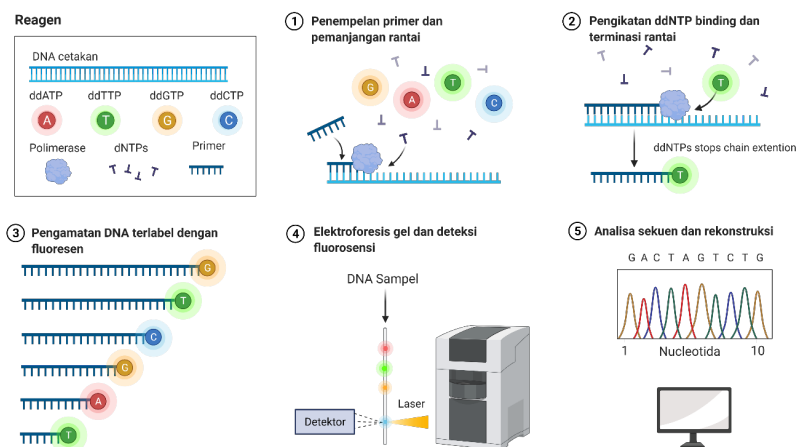 Reagen
DNA cetakan
ddATP ddTTP ddGTP ddCTP
A T G C
Polimerase dNTPs Primer
1 Penempelan primer dan
pemanjangan rantai
G A T C
2 Pengikatan ddNTP binding dan
terminasi rantai
T
ddNTPs stops chain extention
T
3 Pengamatan DNA terlabel dengan
fluoresen
G
T
C
G
A
T
4 Elektroforesis gel dan deteksi
fluorosensi
DNA Sampel
Laser
Detektor
5 Analisa sekuen dan rekonstruksi
G A C T A G T C T G
1 Nucleotida 10